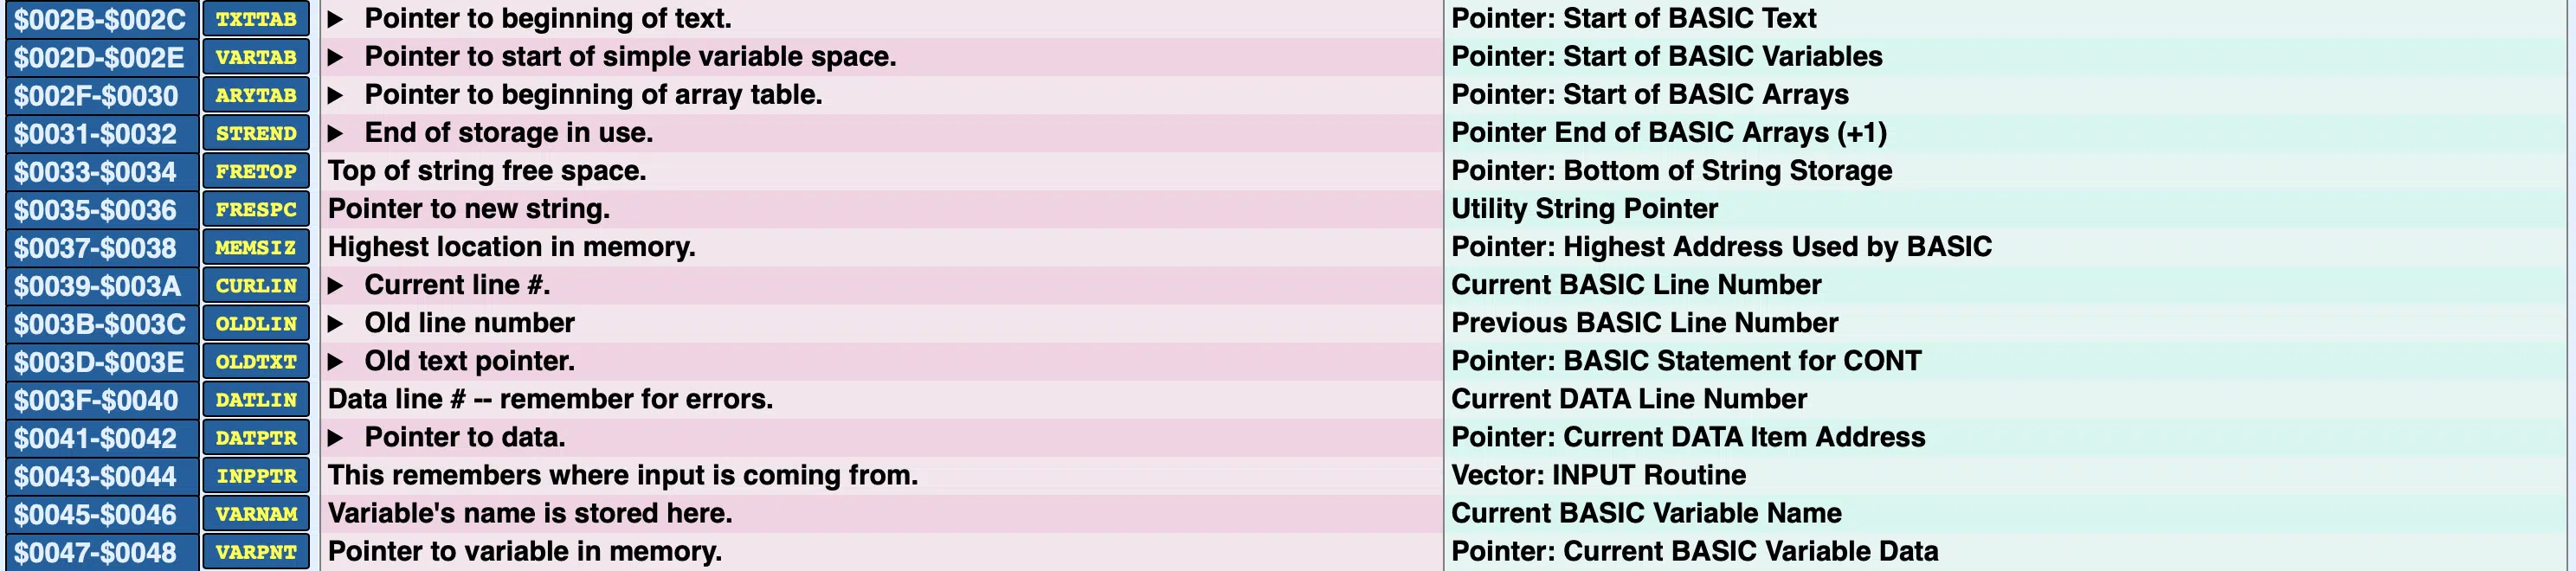 $002B-$002C TXTTAB ▶ Pointer to beginning of text. Pointer: Start of BASIC Text
$002D-$002E VARTAB ▶ Pointer to start of simple variable space. Pointer: Start of BASIC Variables
$002F-$0030 ARYTAB ▶ Pointer to beginning of array table. Pointer: Start of BASIC Arrays
$0031-$0032 STREND ▶ End of storage in use. Pointer End of BASIC Arrays (+1)
$0033-$0034 FRETOP Top of string free space. Pointer: Bottom of String Storage
$0035-$0036 FRESPC Pointer to new string. Utility String Pointer
$0037-$0038 MEMSIZ Highest location in memory. Pointer: Highest Address Used by BASIC
$0039-$003A CURLIN ▶ Current line #. Current BASIC Line Number
$003B-$003C OLDLIN ▶ Old line number Previous BASIC Line Number
$003D-$003E OLDTXT ▶ Old text pointer. Pointer: BASIC Statement for CONT
$003F-$0040 DATLIN Data line # -- remember for errors. Current DATA Line Number
$0041-$0042 DATPTR ▶ Pointer to data. Pointer: Current DATA Item Address
$0043-$0044 INPPTR This remembers where input is coming from. Vector: INPUT Routine
$0045-$0046 VARNAM Variable's name is stored here. Current BASIC Variable Name
$0047-$0048 VARPNT Pointer to variable in memory. Pointer: Current BASIC Variable Data